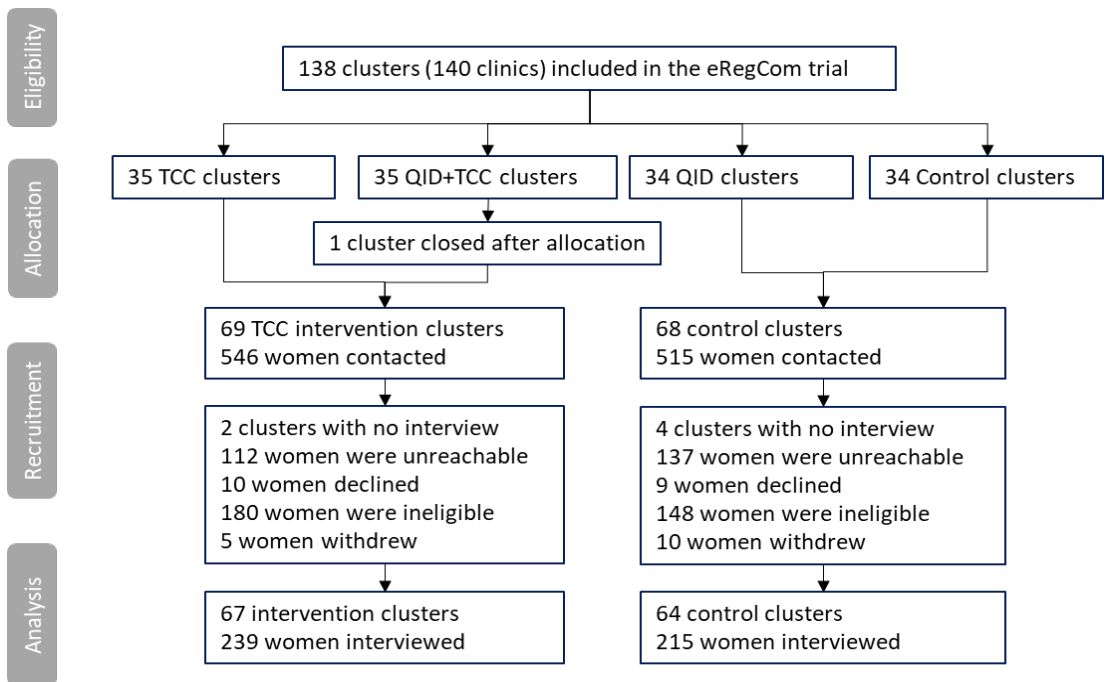 Eligibility
138 clusters (140 clinics) included in the eRegCom trial
Allocation
35 TCC clusters
35 QID+TCC clusters
34 QID clusters
34 Control clusters
1 cluster closed after allocation
69 TCC intervention clusters
546 women contacted
68 control clusters
515 women contacted
Recruitment
2 clusters with no interview
112 women were unreachable
10 women declined
180 women were ineligible
5 women withdrew
4 clusters with no interview
137 women were unreachable
9 women declined
148 women were ineligible
10 women withdrew
Analysis
67 intervention clusters
239 women interviewed
64 control clusters
215 women interviewed